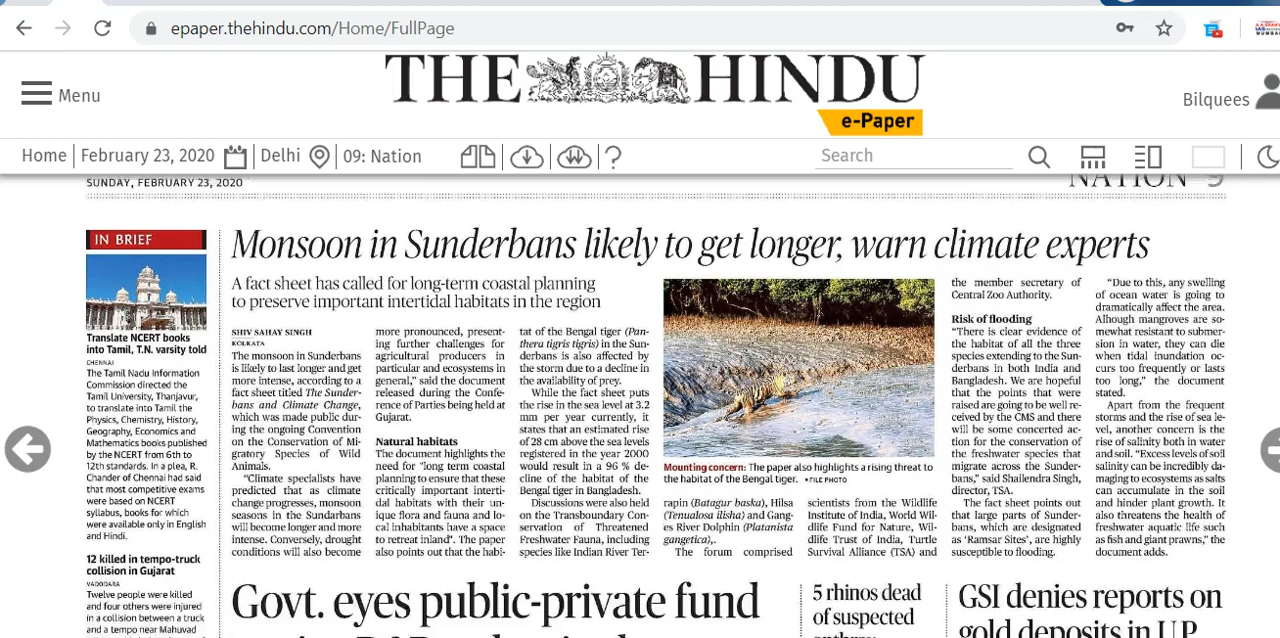 epaper.thehindu.com/Home/FullPage
Menu
THE HINDU
e-Paper
Bilquees
Home
February 23, 2020
Delhi
09: Nation
?
Search
SUNDAY, FEBRUARY 23, 2020
NATION 9
IN BRIEF
Translate NCERT books
into Tamil, T.N. varsity told
CHENNAI
The Tamil Nadu Information
Commission directed the
Tamil University, Thanjavur,
to translate into Tamil the
Physics, Chemistry, History,
Geography, Economics and
Mathematics books published
by the NCERT from 6th to
12th standards. In a plea, R.
Chander of Chennai had said
that most competitive exams
were based on NCERT
syllabus, books for which
were available only in English
and Hindi.
12 killed in tempo-truck
collision in Gujarat
VADODARA
Twelve people were killed
and four others were injured
in a collision between a truck
and a tempo near Mahuvad
Monsoon in Sunderbans likely to get longer, warn climate experts
A fact sheet has called for long-term coastal planning
to preserve important intertidal habitats in the region
SHIV SAHAY SINGH
KOLKATA
The monsoon in Sunderbans
is likely to last longer and get
more intense, according to a
fact sheet titled The Sunder-
bans and Climate Change,
which was made public dur-
ing the ongoing Convention
on the Conservation of Mi-
gratory Species of Wild
Animals.
"Climate specialists have
predicted that as climate
change progresses, monsoon
seasons in the Sunderbans
will become longer and more
intense. Conversely, drought
conditions will also become
more pronounced, present-
ing further challenges for
agricultural producers in
particular and ecosystems in
general," said the document
released during the Confe-
rence of Parties being held at
Gujarat.
Natural habitats
The document highlights the
need for "long term coastal
planning to ensure that these
critically important interti-
dal habitats with their un-
ique flora and fauna and lo-
cal inhabitants have a space
to retreat inland". The paper
also points out that the habi-
tat of the Bengal tiger (Pan-
thera tigris tigris) in the Sun-
derbans is also affected by
the storm due to a decline in
the availability of prey.
While the fact sheet puts
the rise in the sea level at 3.2
mm per year currently, it
states that an estimated rise
of 28 cm above the sea levels
registered in the year 2000
would result in a 96 % de-
cline of the habitat of the
Bengal tiger in Bangladesh.
Discussions were also held
on the Transboundary Con-
servation of Threatened
Freshwater Fauna, including
species like Indian River Ter-
Mounting concern: The paper also highlights a rising threat to
the habitat of the Bengal tiger. •FILE PHOTO
rapin (Batagur baska), Hilsa
(Tenualosa ilisha) and Gang-
es River Dolphin (Platanista
gangetica),.
The forum comprised
scientists from the Wildlife
Institute of India, World Wil-
dlife Fund for Nature, Wil-
dlife Trust of India, Turtle
Survival Alliance (TSA) and
the member secretary of
Central Zoo Authority.
Risk of flooding
"There is clear evidence of
the habitat of all the three
species extending to the Sun-
derbans in both India and
Bangladesh. We are hopeful
that the points that were
raised are going to be well re-
ceived by the CMS and there
will be some concerted ac-
tion for the conservation of
the freshwater species that
migrate across the Sunder-
bans," said Shailendra Singh,
director, TSA.
The fact sheet points out
that large parts of Sunder-
bans, which are designated
as 'Ramsar Sites', are highly
susceptible to flooding.
"Due to this, any swelling
of ocean water is going to
dramatically affect the area.
Alhough mangroves are so-
mewhat resistant to submer-
sion in water, they can die
when tidal inundation oc-
curs too frequently or lasts
too long," the document
stated.
Apart from the frequent
storms and the rise of sea le-
vel, another concern is the
rise of salinity both in water
and soil. "Excess levels of soil
salinity can be incredibly da-
maging to ecosystems as salts
can accumulate in the soil
and hinder plant growth. It
also threatens the health of
freshwater aquatic life such
as fish and giant prawns," the
document adds.
Govt. eyes public-private fund
5 rhinos dead
of suspected
GSI denies reports on
gold deposits in U.P.